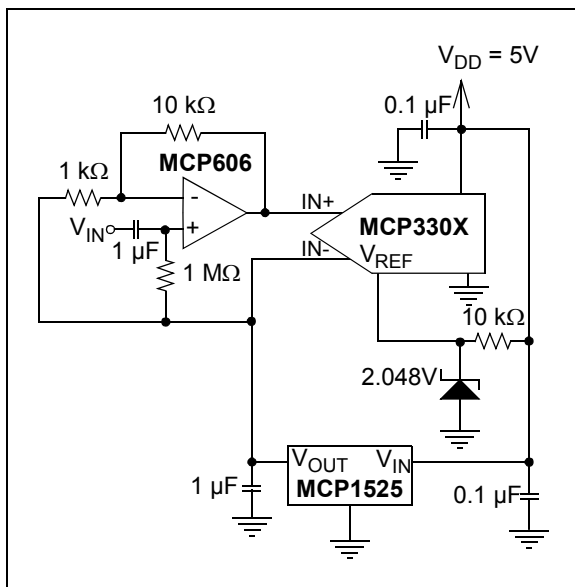 V_DD = 5V
10 kΩ
0.1 µF
MCP606
1 kΩ
-
IN+
MCP330X
V_IN
+
1 µF
IN-
V_REF
1 MΩ
10 kΩ
2.048V
V_OUT
V_IN
1 µF
MCP1525
0.1 µF